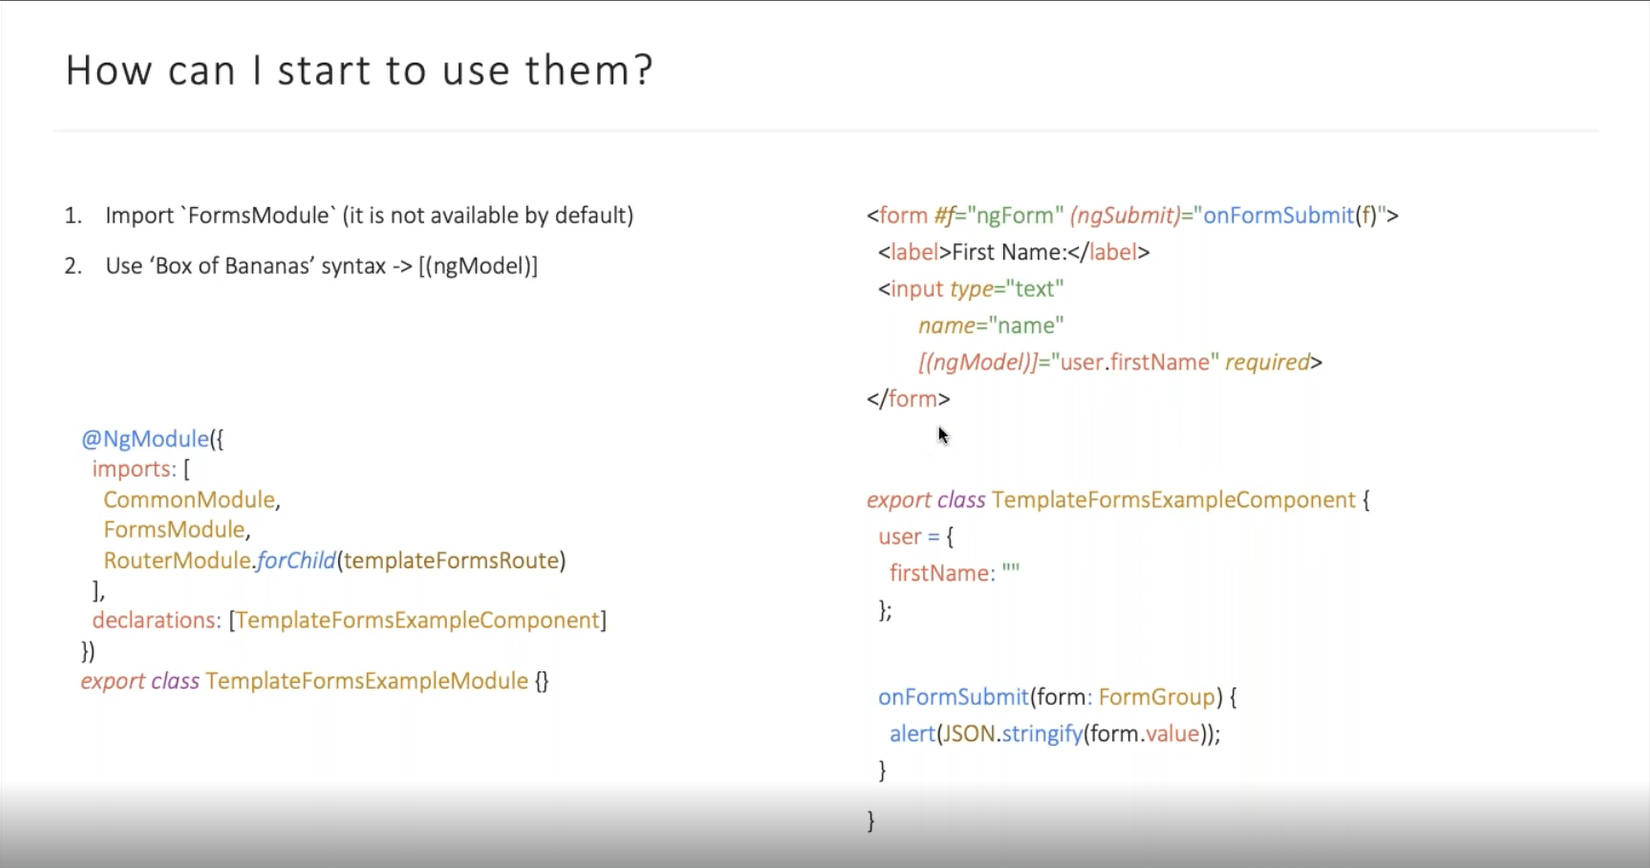 How can I start to use them?
1. Import `FormsModule` (it is not available by default)
2. Use ‘Box of Bananas’ syntax -> [(ngModel)]
@NgModule({
imports: [
CommonModule,
FormsModule,
RouterModule.forChild(templateFormsRoute)
],
declarations: [TemplateFormsExampleComponent]
})
export class TemplateFormsExampleModule {}
<form #f="ngForm" (ngSubmit)="onFormSubmit(f)">
<label>First Name:</label>
<input type="text"
name="name"
[(ngModel)]="user.firstName" required>
</form>
export class TemplateFormsExampleComponent {
user = {
firstName: ""
};
onFormSubmit(form: FormGroup) {
alert(JSON.stringify(form.value));
}
}